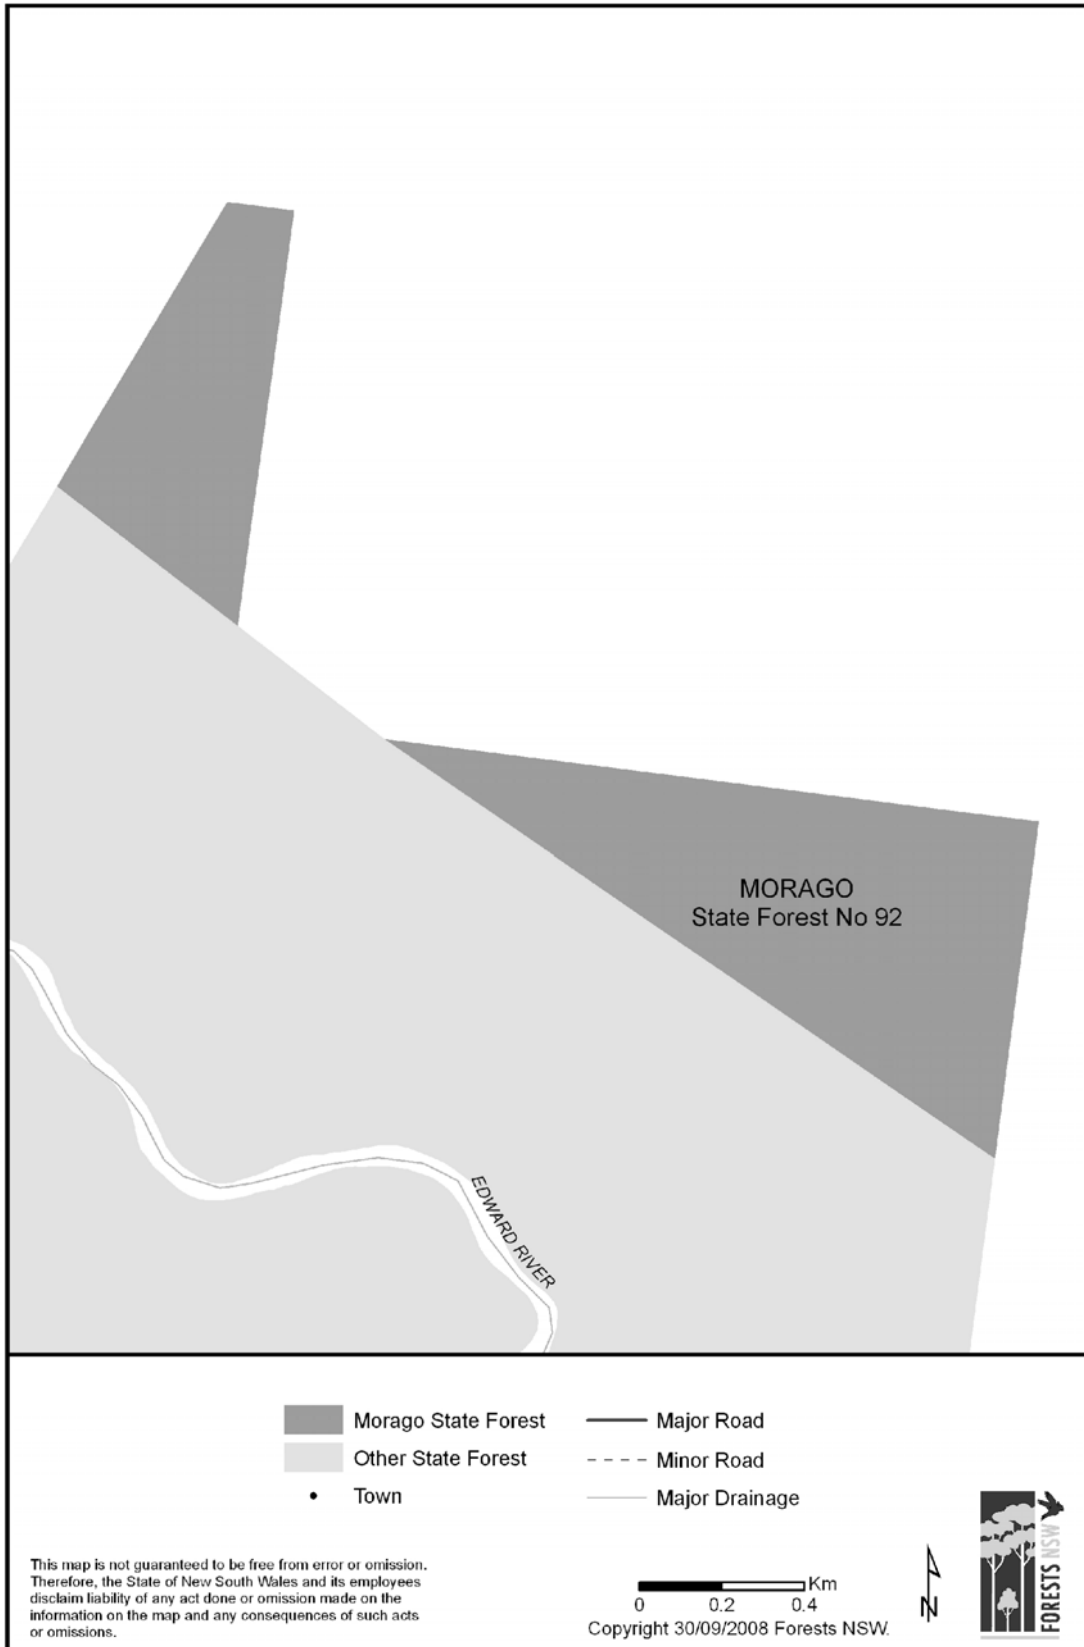 MORAGO
State Forest No 92
EDWARD RIVER
Morago State Forest
Other State Forest
Town
Major Road
Minor Road
Major Drainage
This map is not guaranteed to be free from error or omission.
Therefore, the State of New South Wales and its employees
disclaim liability of any act done or omission made on the
information on the map and any consequences of such acts
or omissions.
Km
0 0.2 0.4
Copyright 30/09/2008 Forests NSW.
N
FORESTS NSW